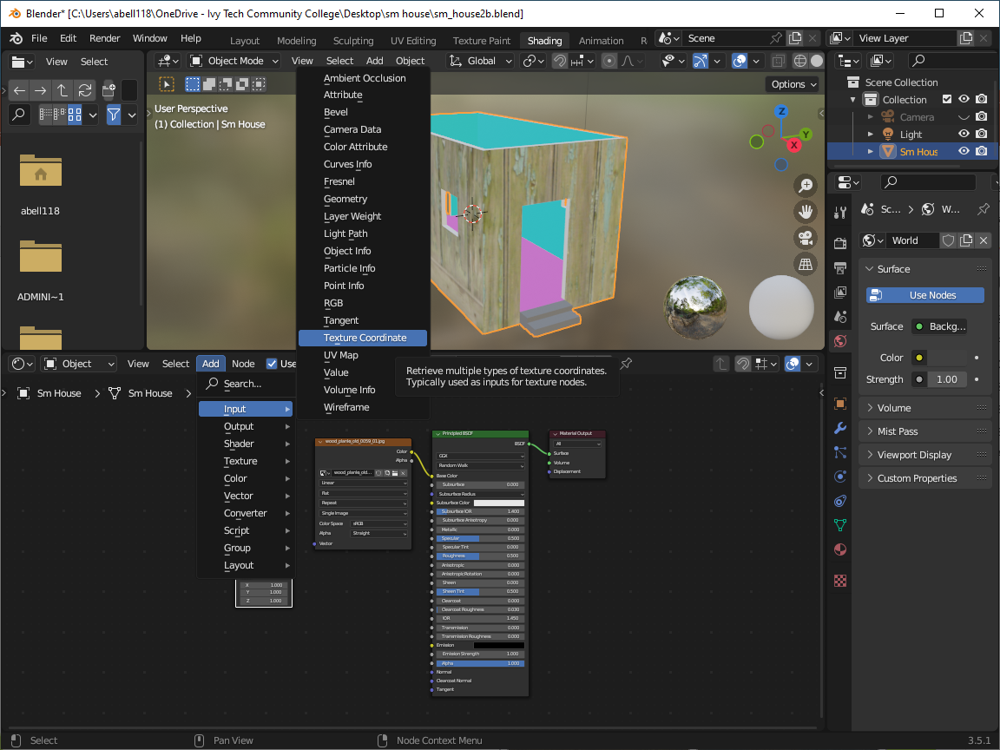 Blender* [C:\Users\abell118\OneDrive - Ivy Tech Community College\Desktop\sm house\sm_house2b.blend]
File Edit Render Window Help
Layout Modeling Sculpting UV Editing Texture Paint Shading Animation R
Scene
View Layer
View Select
Object Mode
View Select Add Object
Global
Options
User Perspective
(1) Collection | Sm House
Z
Y
X
abell118
ADMINI~1
Ambient Occlusion
Attribute
Bevel
Camera Data
Color Attribute
Curves Info
Fresnel
Geometry
Layer Weight
Light Path
Object Info
Particle Info
Point Info
RGB
Tangent
Texture Coordinate
UV Map
Value
Volume Info
Wireframe
Retrieve multiple types of texture coordinates.
Typically used as inputs for texture nodes.
Scene Collection
Collection
Camera
Light
Sm Hous
Sc... W...
World
Surface
Use Nodes
Surface Backg...
Color
Strength 1.00
Volume
Mist Pass
Viewport Display
Custom Properties
Object
View Select Add Node Use
Sm House Sm House
Search...
Input
Output
Shader
Texture
Color
Vector
Converter
Script
Group
Layout
X 1.000
Y 1.000
Z 1.000
wood_planks_old_0059_01.jpg
Color
Alpha
wood_planks_old...
Linear
Flat
Repeat
Single Image
Color Space sRGB
Alpha Straight
Vector
Principled BSDF
BSDF
GGX
Random Walk
Base Color
Subsurface 0.000
Subsurface Radius
Subsurface Color
Subsurface IOR 1.400
Subsurface Anisotropy 0.000
Metallic 0.000
Specular 0.500
Specular Tint 0.000
Roughness 0.500
Anisotropic 0.000
Anisotropic Rotation 0.000
Sheen 0.000
Sheen Tint 0.500
Clearcoat 0.000
Clearcoat Roughness 0.030
IOR 1.450
Transmission 0.000
Transmission Roughness 0.000
Emission
Emission Strength 1.000
Alpha 1.000
Normal
Clearcoat Normal
Tangent
Material Output
All
Surface
Volume
Displacement
Select
Pan View
Node Context Menu
3.5.1